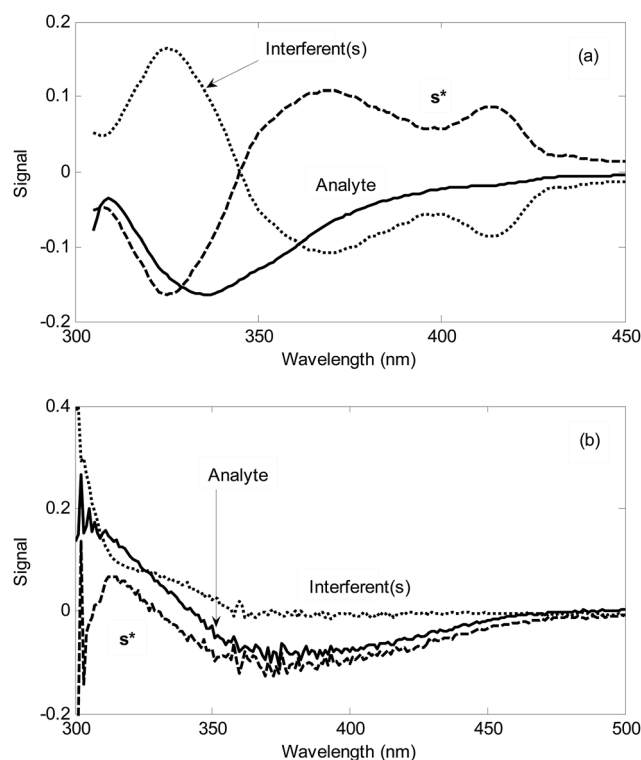 0.2
Interferent(s)
(a)
0.1
s*
Signal
0
Analyte
-0.1
-0.2
300
350
400
450
Wavelength (nm)
0.4
(b)
Analyte
0.2
Signal
Interferent(s)
0
s*
-0.2
300
350
400
450
500
Wavelength (nm)